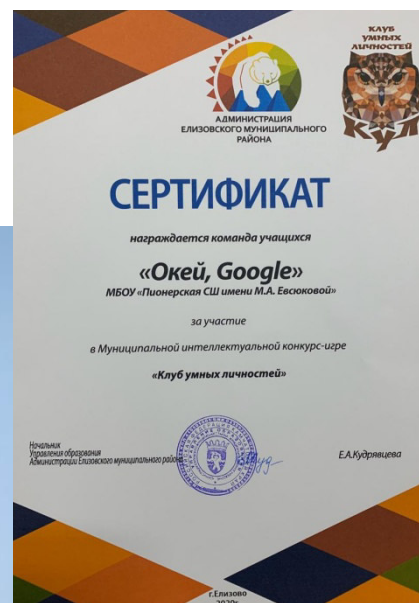 АДМИНИСТРАЦИЯ
ЕЛИЗОВСКОГО МУНИЦИПАЛЬНОГО
РАЙОНА
КЛУБ
УМНЫХ
ЛИЧНОСТЕЙ
КУЛ
СЕРТИФИКАТ
награждается команда учащихся
«Окей, Google»
МБОУ «Пионерская СШ имени М.А. Евсюковой»
за участие
в Муниципальной интеллектуальной конкурс-игре
«Клуб умных личностей»
Начальник
Управления образования
Администрации Елизовского муниципального района
Е.А.Кудрявцева
г.Елизово
2020г.